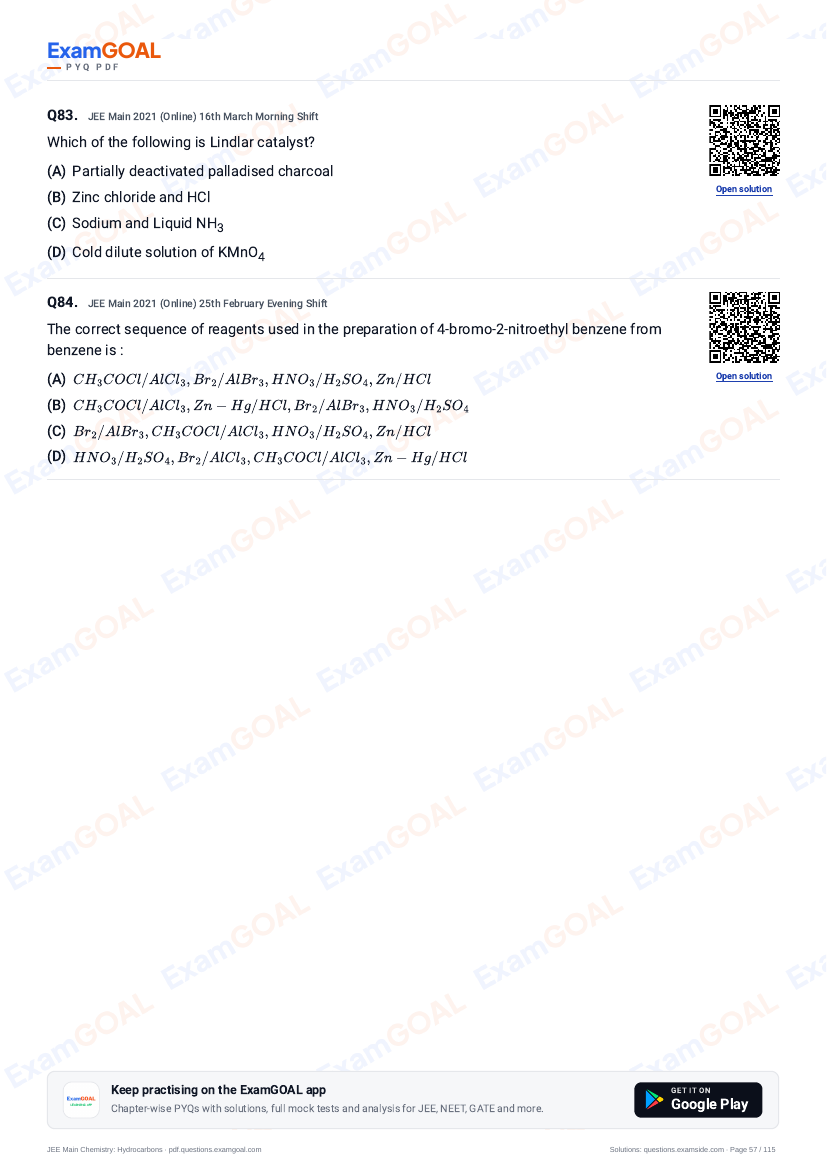 ExamGOAL
PYQ PDF
Q83. JEE Main 2021 (Online) 16th March Morning Shift
Which of the following is Lindlar catalyst?
(A) Partially deactivated palladised charcoal
(B) Zinc chloride and HCl
(C) Sodium and Liquid NH₃
(D) Cold dilute solution of KMnO₄
Open solution
Q84. JEE Main 2021 (Online) 25th February Evening Shift
The correct sequence of reagents used in the preparation of 4-bromo-2-nitroethyl benzene from
benzene is :
(A) CH₃COCl/AlCl₃, Br₂/AlBr₃, HNO₃/H₂SO₄, Zn/HCl
(B) CH₃COCl/AlCl₃, Zn − Hg/HCl, Br₂/AlBr₃, HNO₃/H₂SO₄
(C) Br₂/AlBr₃, CH₃COCl/AlCl₃, HNO₃/H₂SO₄, Zn/HCl
(D) HNO₃/H₂SO₄, Br₂/AlCl₃, CH₃COCl/AlCl₃, Zn − Hg/HCl
Open solution
ExamGOAL
Keep practising on the ExamGOAL app
Chapter-wise PYQs with solutions, full mock tests and analysis for JEE, NEET, GATE and more.
GET IT ON
Google Play
JEE Main Chemistry: Hydrocarbons · pdf.questions.examgoal.com
Solutions: questions.examside.com · Page 57 / 115